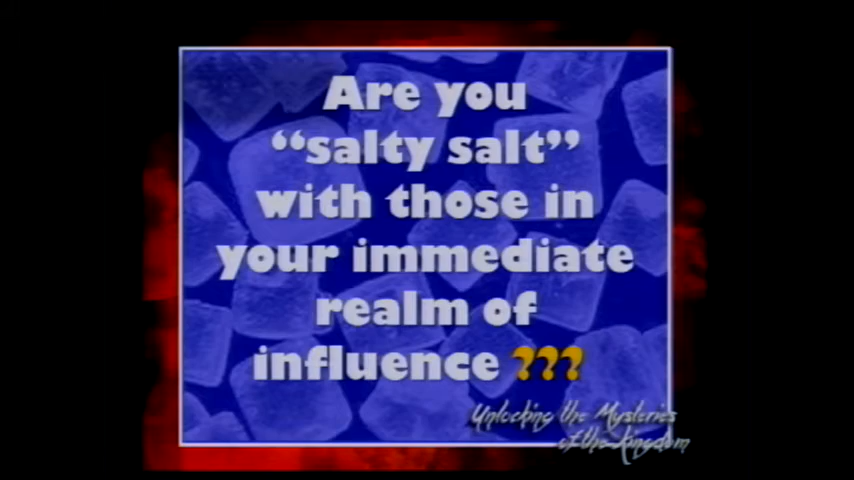 Are you
“salty salt”
with those in
your immediate
realm of
influence ???
Unlocking the Mysteries
of the kingdom